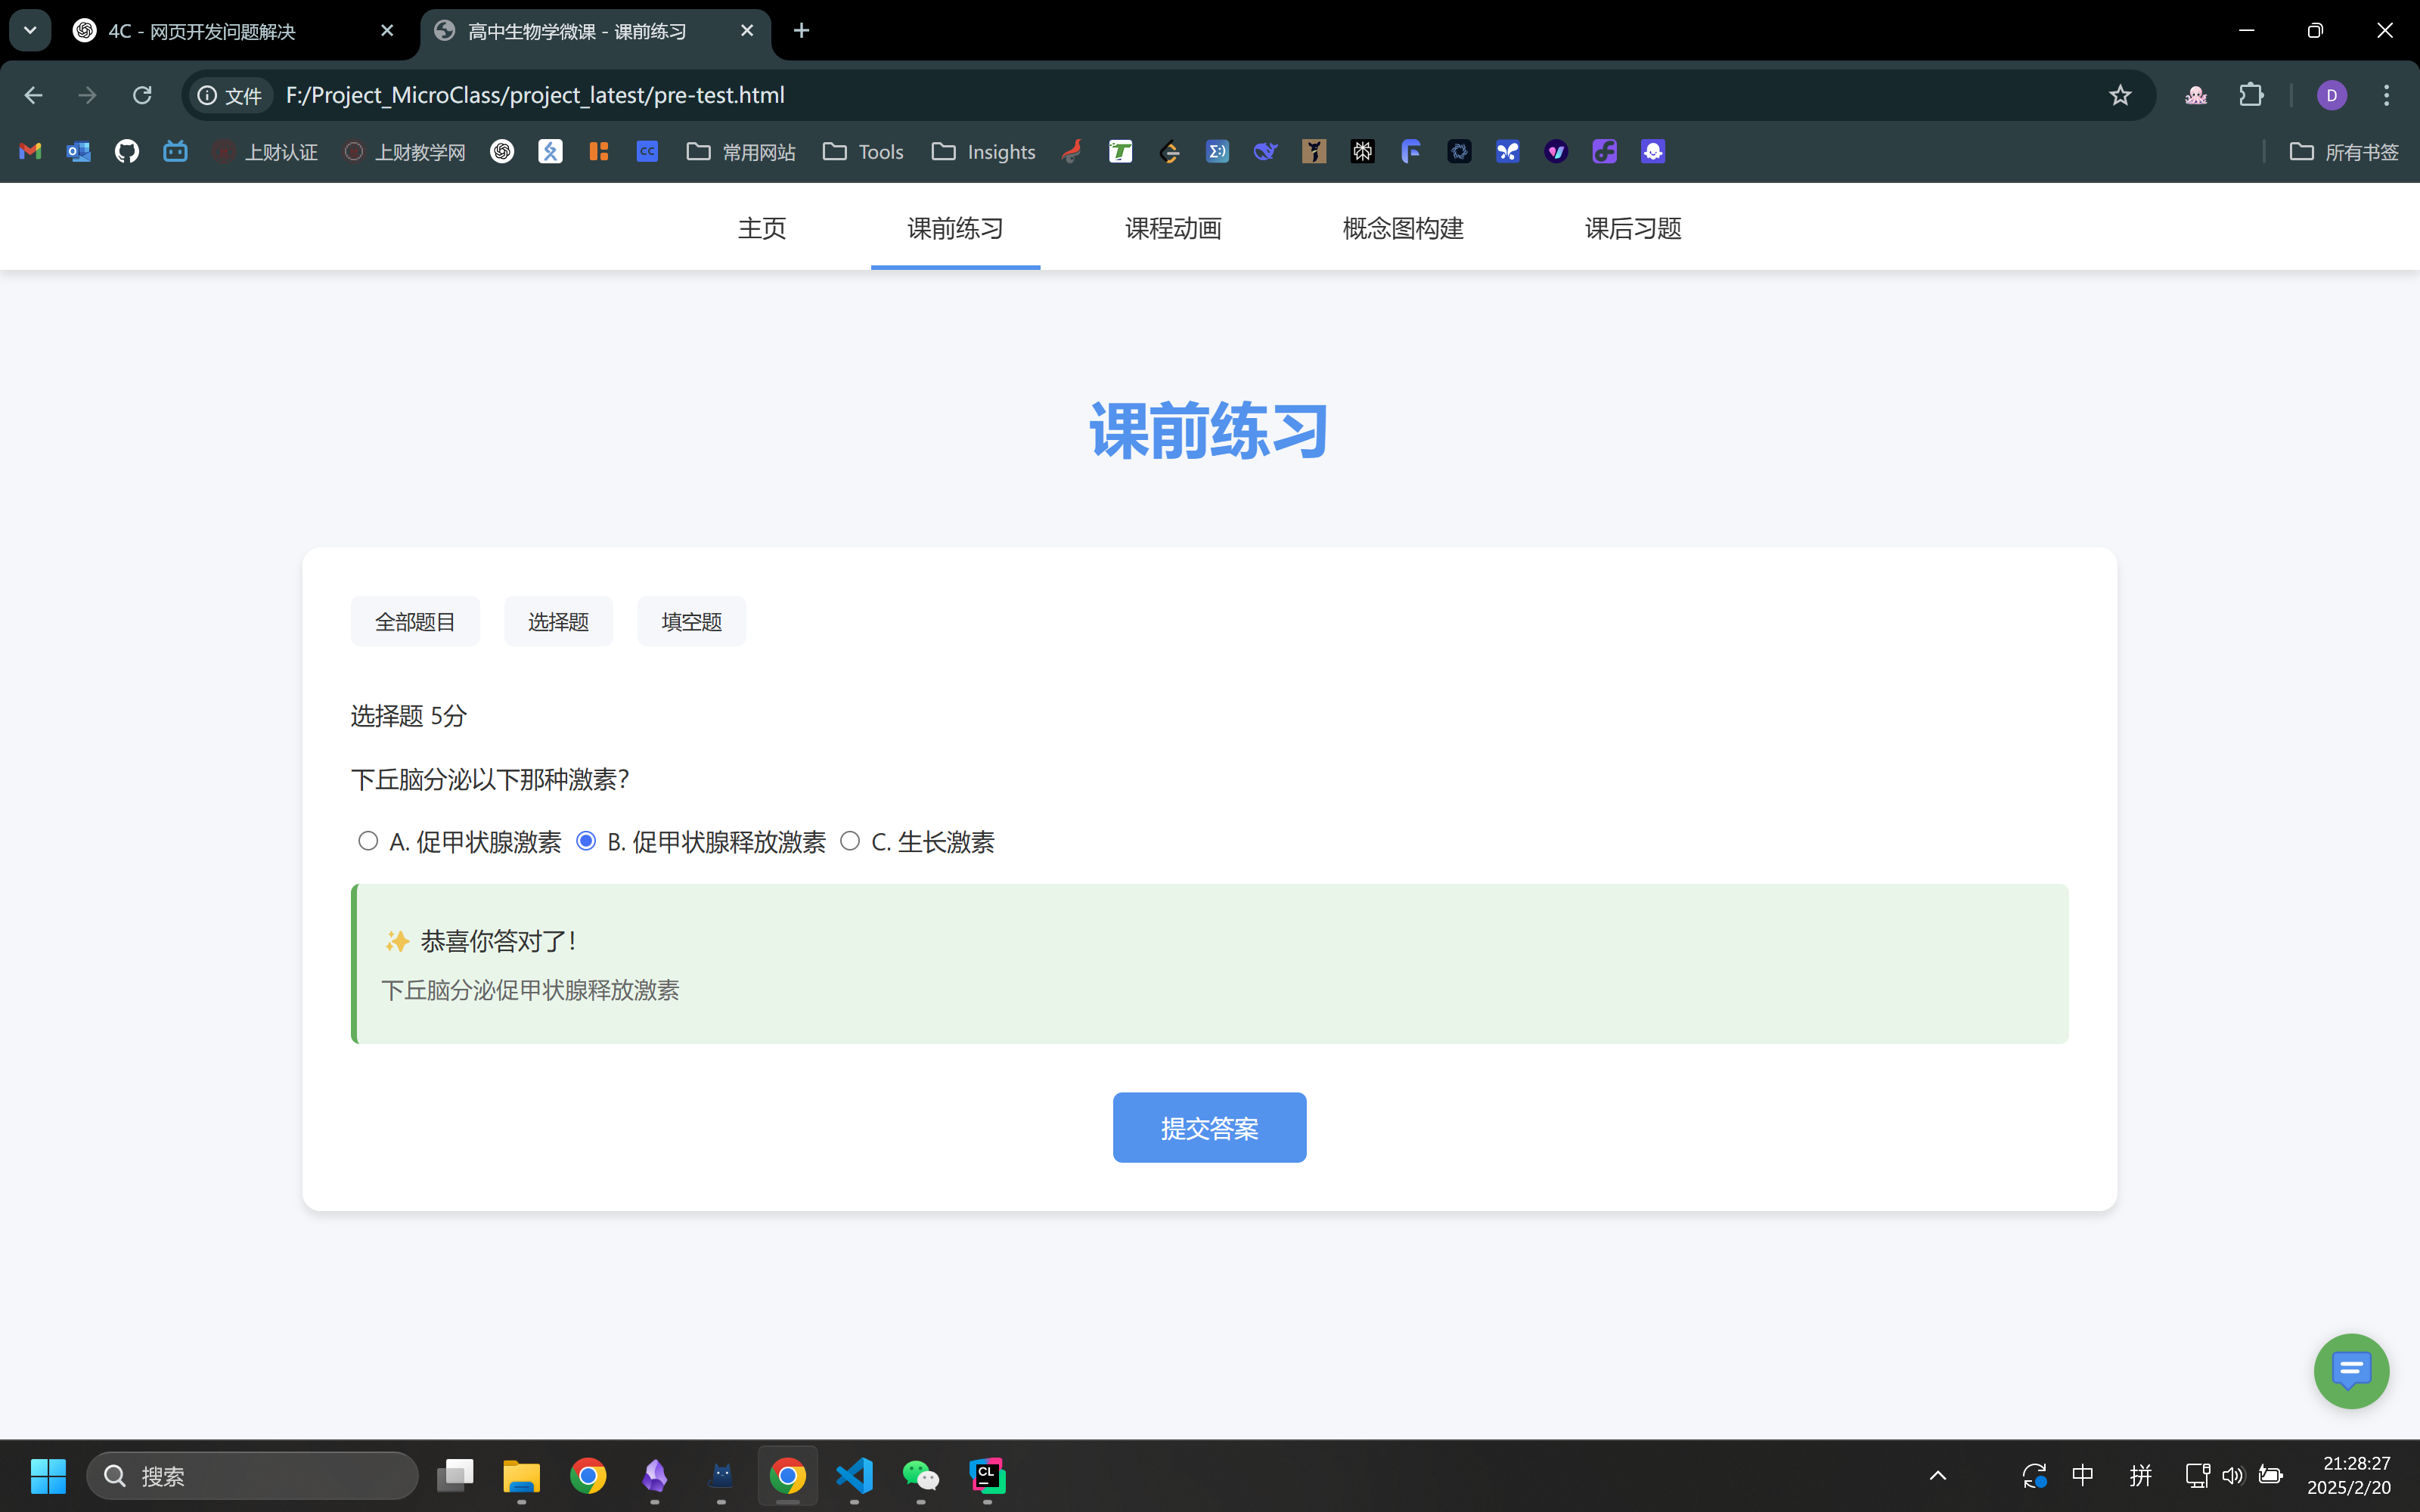 4C - 网页开发问题解决
高中生物学微课 - 课前练习
文件
F:/Project_MicroClass/project_latest/pre-test.html
D
上财认证
上财教学网
CC
常用网站
Tools
Insights
所有书签
主页
课前练习
课程动画
概念图构建
课后习题
课前练习
全部题目
选择题
填空题
选择题 5分
下丘脑分泌以下那种激素?
A. 促甲状腺激素
B. 促甲状腺释放激素
C. 生长激素
✨ 恭喜你答对了!
下丘脑分泌促甲状腺释放激素
提交答案
搜索
CL
中
拼
21:28:27
2025/2/20